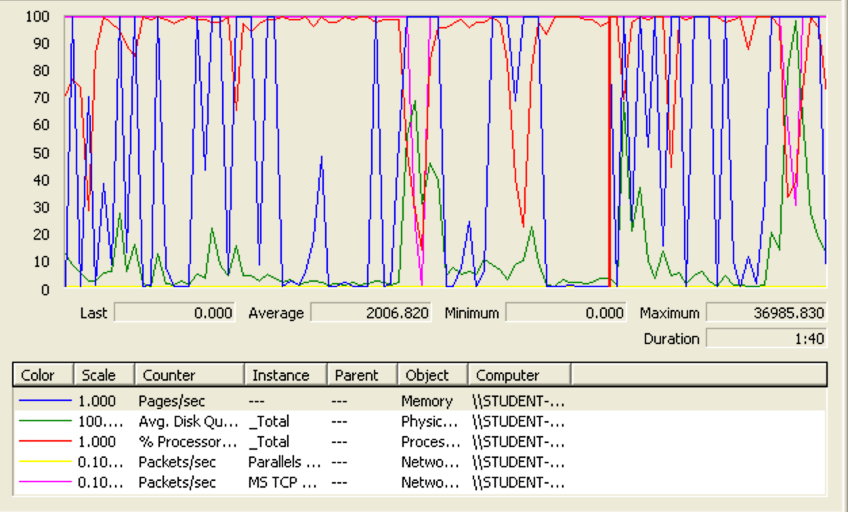 100
90
80
70
60
50
40
30
20
10
0
Last 0.000 Average 2006.820 Minimum 0.000 Maximum 36985.830
Duration 1:40
Color Scale Counter Instance Parent Object Computer
1.000 Pages/sec --- --- Memory \\STUDENT-...
100.... Avg. Disk Qu... _Total --- Physic... \\STUDENT-...
1.000 % Processor... _Total --- Proces... \\STUDENT-...
0.10... Packets/sec Parallels ... --- Netwo... \\STUDENT-...
0.10... Packets/sec MS TCP ... --- Netwo... \\STUDENT-...